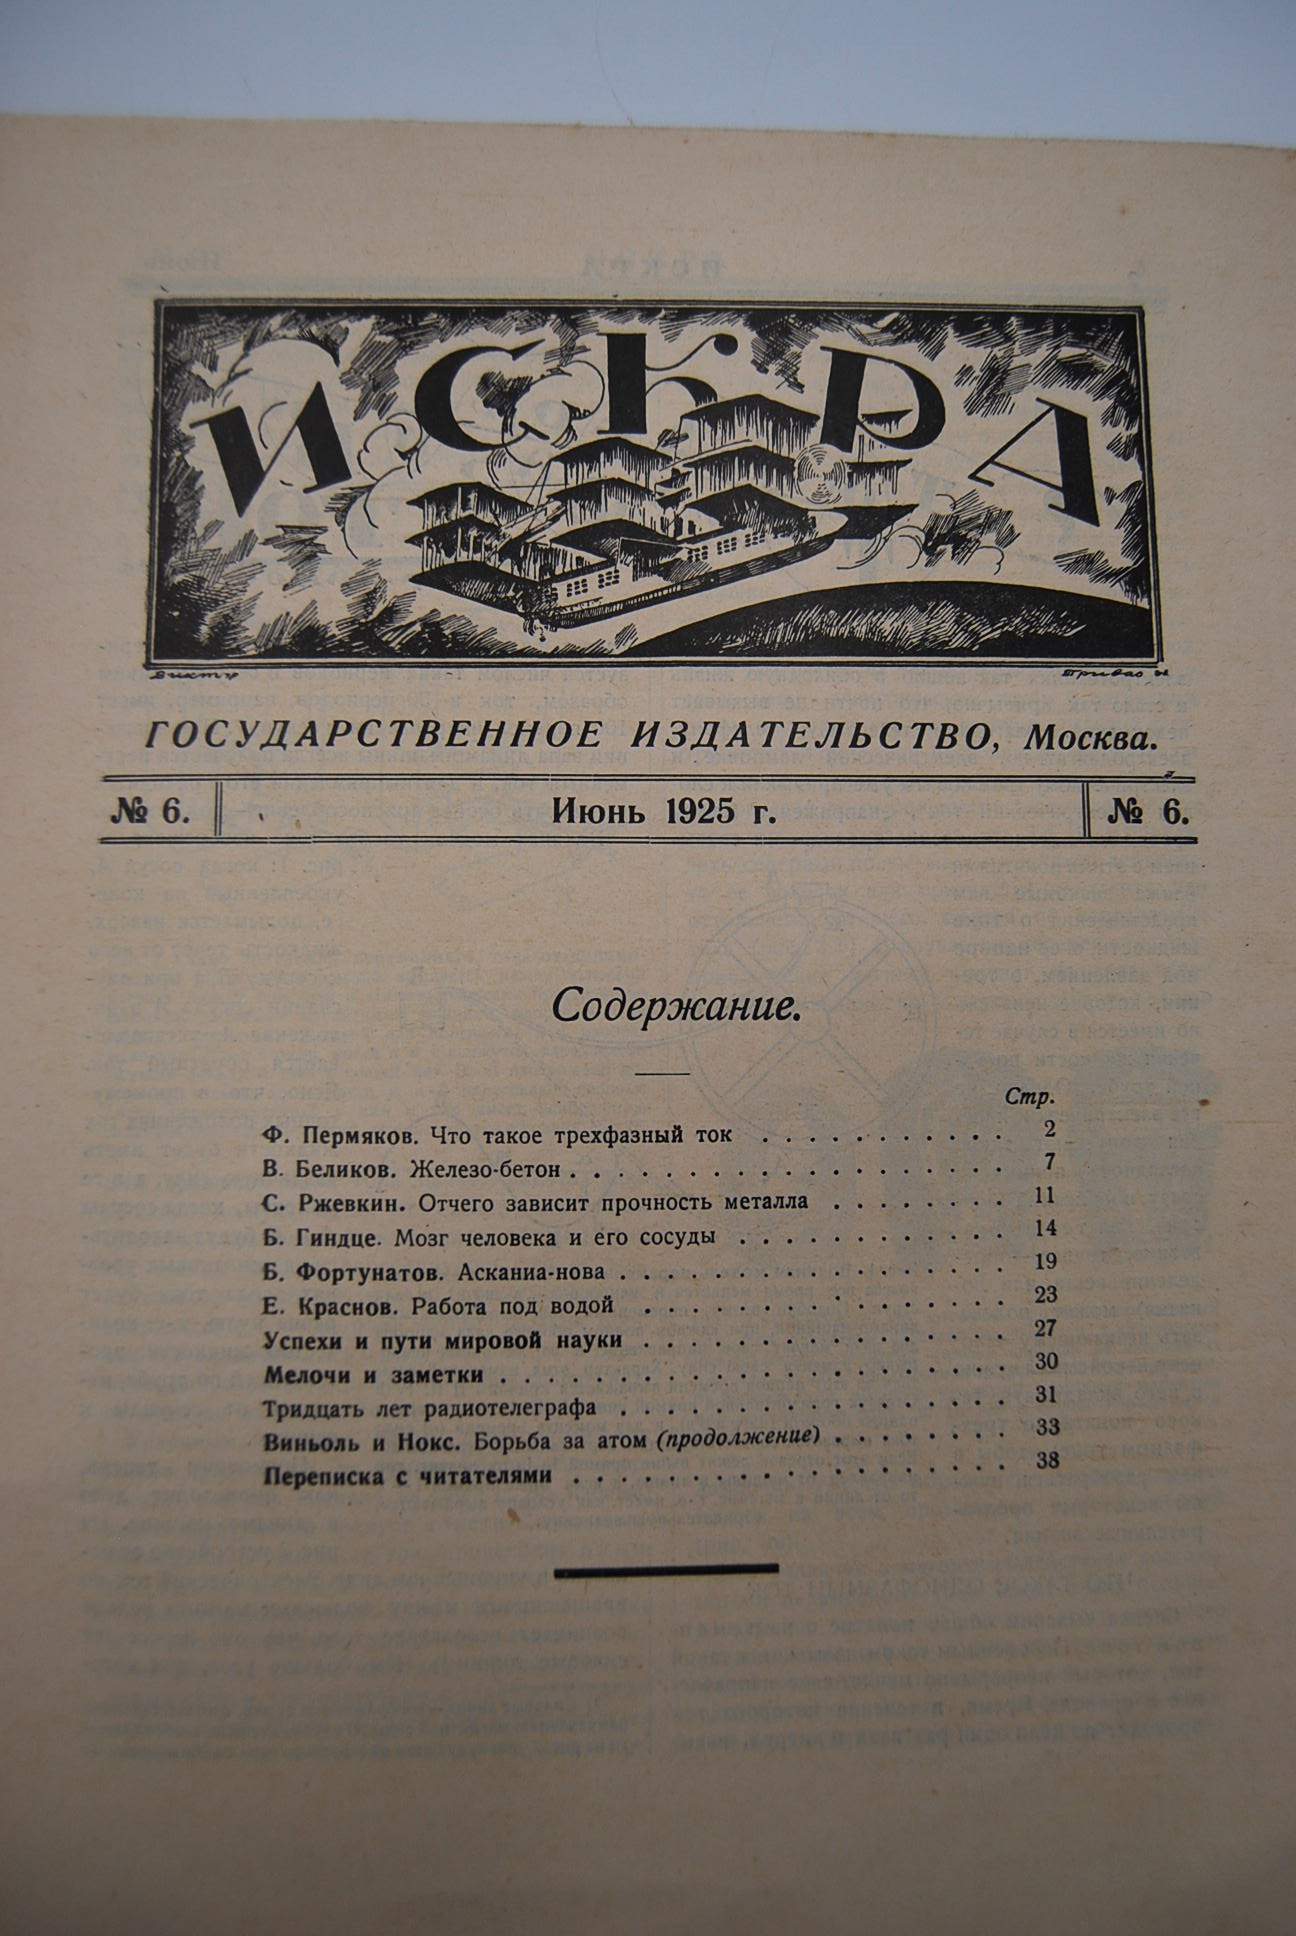 ИСКРА
Виктор
ГОСУДАРСТВЕННОЕ ИЗДАТЕЛЬСТВО, Москва.
№ 6. Июнь 1925 г. № 6.
Содержание.
Стр.
Ф. Пермяков. Что такое трехфазный ток . . . . . . . . . . . 2
В. Беликов. Железо-бетон . . . . . . . . . . . . . . . . . 7
С. Ржевкин. Отчего зависит прочность металла . . . . . . . . 11
Б. Гиндце. Мозг человека и его сосуды . . . . . . . . . . . . 14
Б. Фортунатов. Аскания-нова . . . . . . . . . . . . . . . . 19
Е. Краснов. Работа под водой . . . . . . . . . . . . . . . 23
Успехи и пути мировой науки . . . . . . . . . . . . . . . 27
Мелочи и заметки . . . . . . . . . . . . . . . . . . . . . 30
Тридцать лет радиотелеграфа . . . . . . . . . . . . . . . . 31
Виньоль и Нокс. Борьба за атом (продолжение) . . . . . . . . 33
Переписка с читателями . . . . . . . . . . . . . . . . . . 38